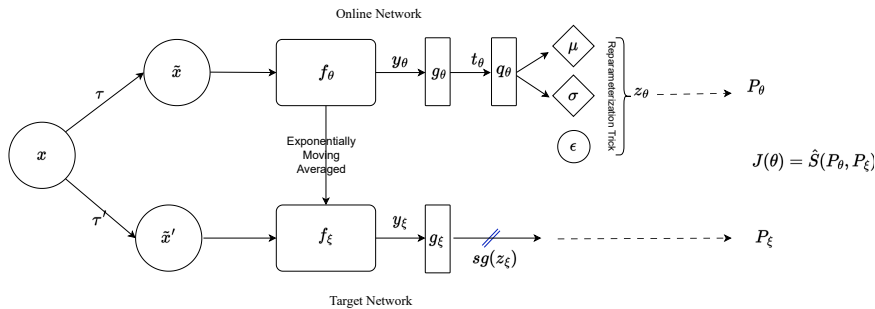 Online Network
x
τ
x̃
f_θ
y_θ
g_θ
t_θ
q_θ
μ
σ
ϵ
Reparameterization Trick
z_θ
P_θ
Exponentially
Moving
Averaged
J(θ) = Ŝ(P_θ, P_ξ)
τ′
x̃′
f_ξ
y_ξ
g_ξ
sg(z_ξ)
P_ξ
Target Network